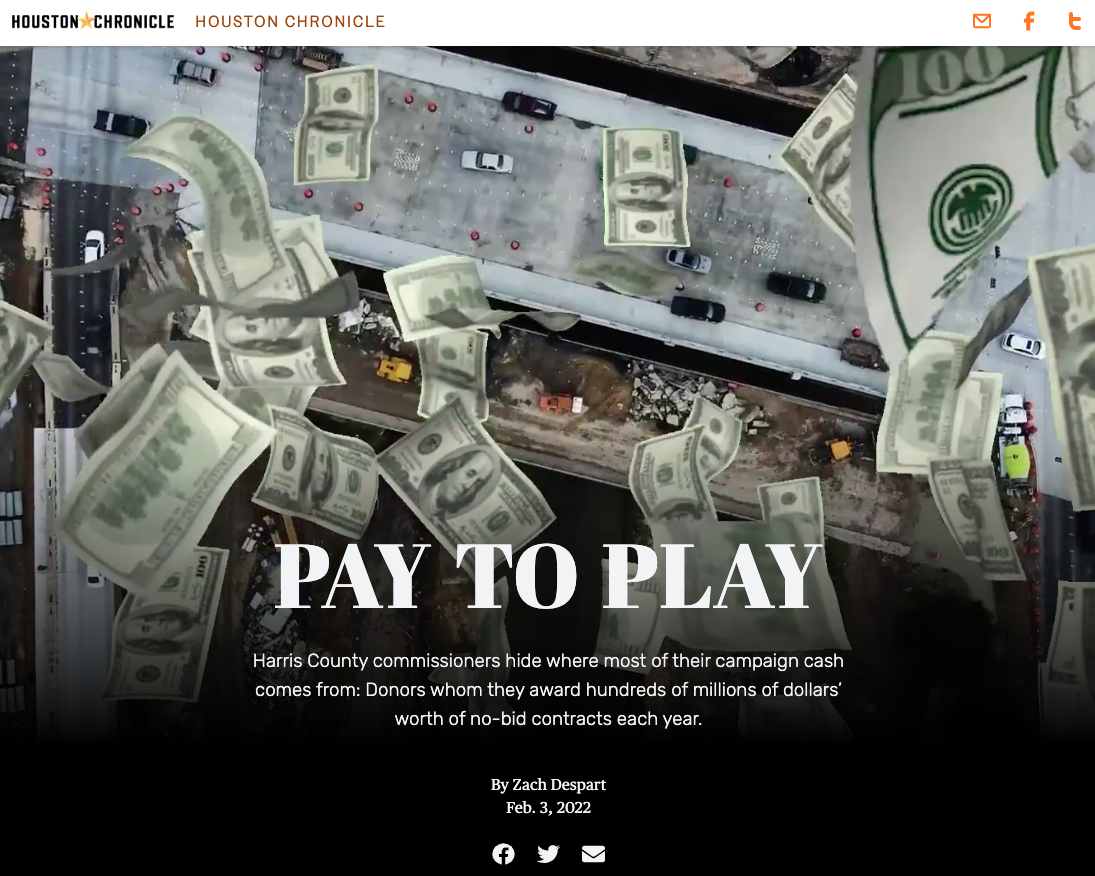 HOUSTON CHRONICLE
HOUSTON CHRONICLE
100
PAY TO PLAY
Harris County commissioners hide where most of their campaign cash
comes from: Donors whom they award hundreds of millions of dollars’
worth of no-bid contracts each year.
By Zach Despart
Feb. 3, 2022